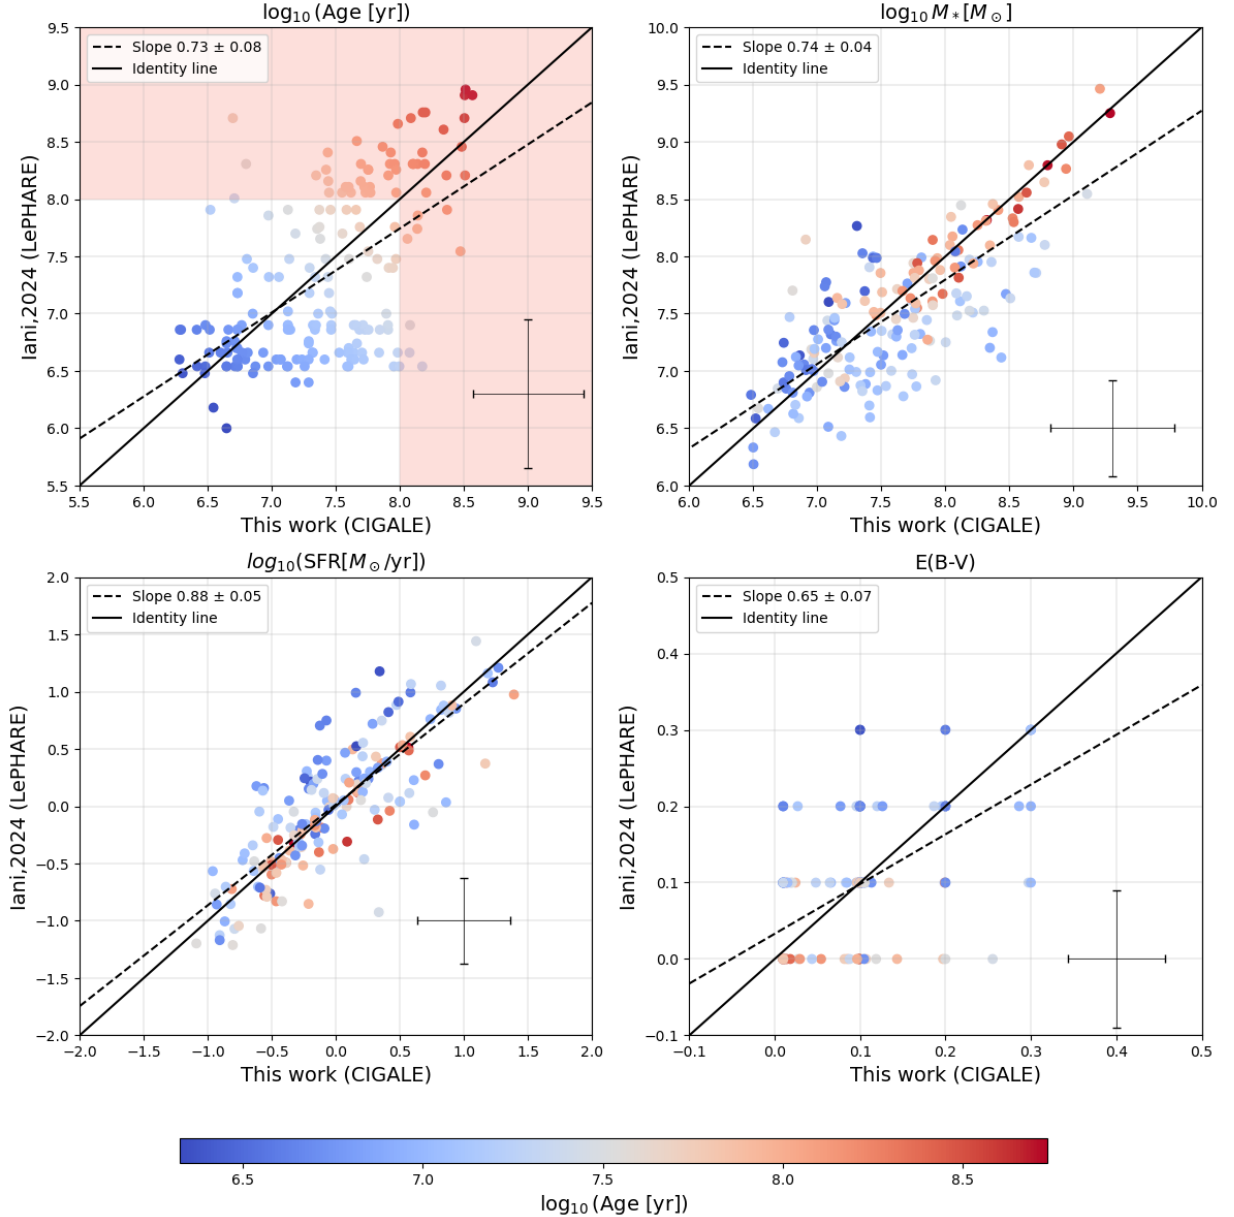 log₁₀(Age [yr])
9.5
9.0
8.5
8.0
7.5
7.0
6.5
6.0
5.5
Iani,2024 (LePHARE)
Slope 0.73 ± 0.08
Identity line
5.5 6.0 6.5 7.0 7.5 8.0 8.5 9.0 9.5
This work (CIGALE)
log₁₀ M*[M⊙]
10.0
9.5
9.0
8.5
8.0
7.5
7.0
6.5
6.0
Iani,2024 (LePHARE)
Slope 0.74 ± 0.04
Identity line
6.0 6.5 7.0 7.5 8.0 8.5 9.0 9.5 10.0
This work (CIGALE)
log₁₀(SFR[M⊙/yr])
2.0
1.5
1.0
0.5
0.0
−0.5
−1.0
−1.5
−2.0
Iani,2024 (LePHARE)
Slope 0.88 ± 0.05
Identity line
−2.0 −1.5 −1.0 −0.5 0.0 0.5 1.0 1.5 2.0
This work (CIGALE)
E(B-V)
0.5
0.4
0.3
0.2
0.1
0.0
−0.1
Iani,2024 (LePHARE)
Slope 0.65 ± 0.07
Identity line
−0.1 0.0 0.1 0.2 0.3 0.4 0.5
This work (CIGALE)
6.5 7.0 7.5 8.0 8.5
log₁₀(Age [yr])